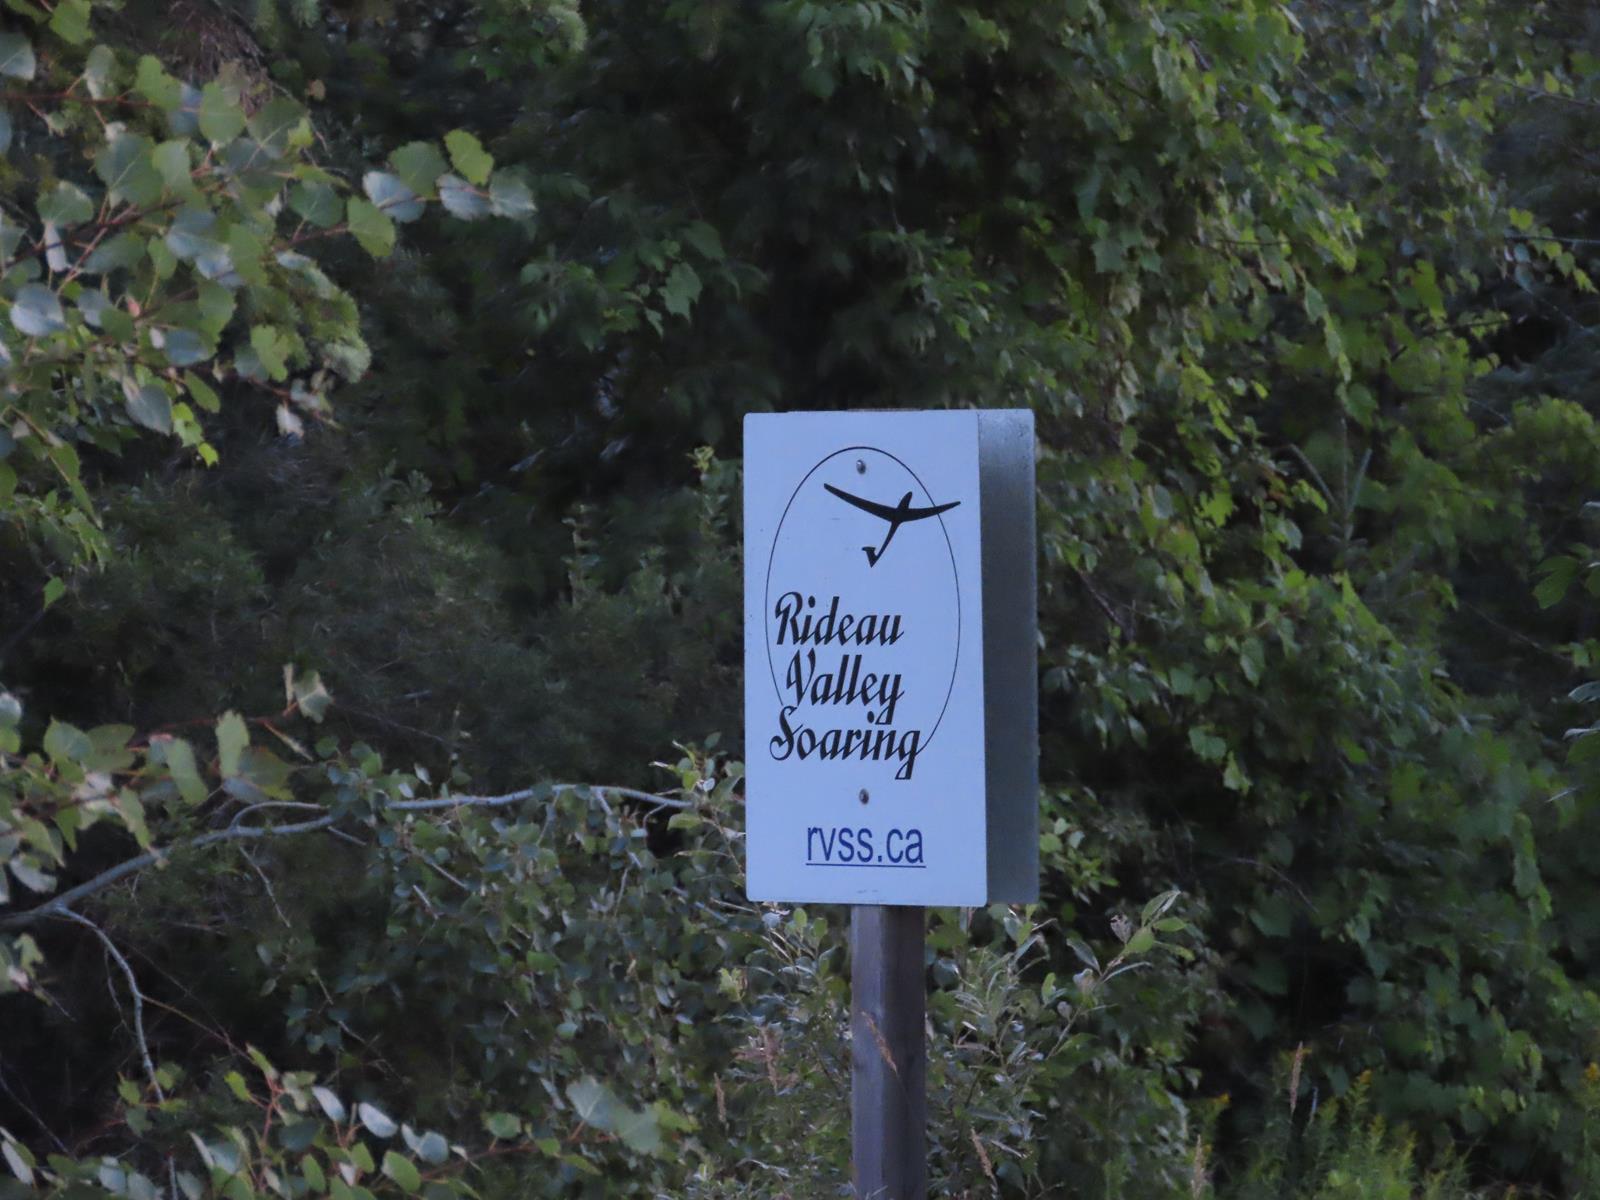 Rideau
Valley
Soaring
rvss.ca